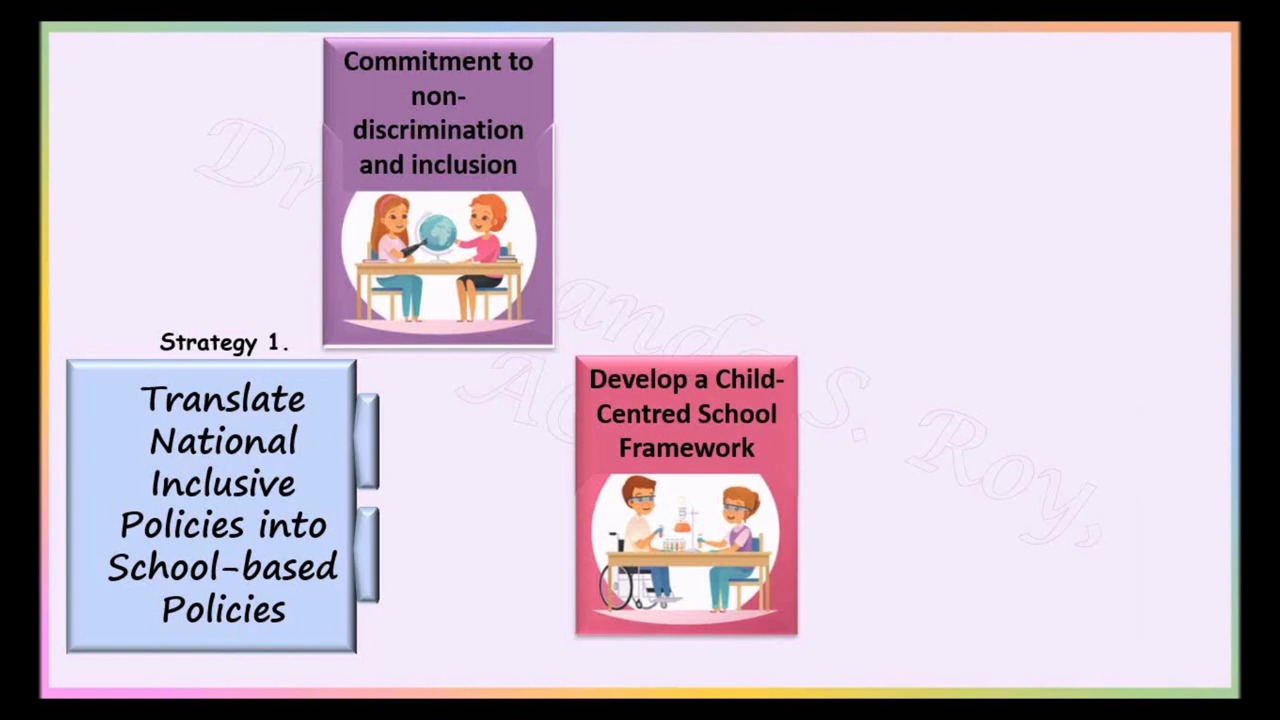 Commitment to
non-
discrimination
and inclusion
Strategy 1.
Translate
National
Inclusive
Policies into
School-based
Policies
Develop a Child-
Centred School
Framework
S. Roy,